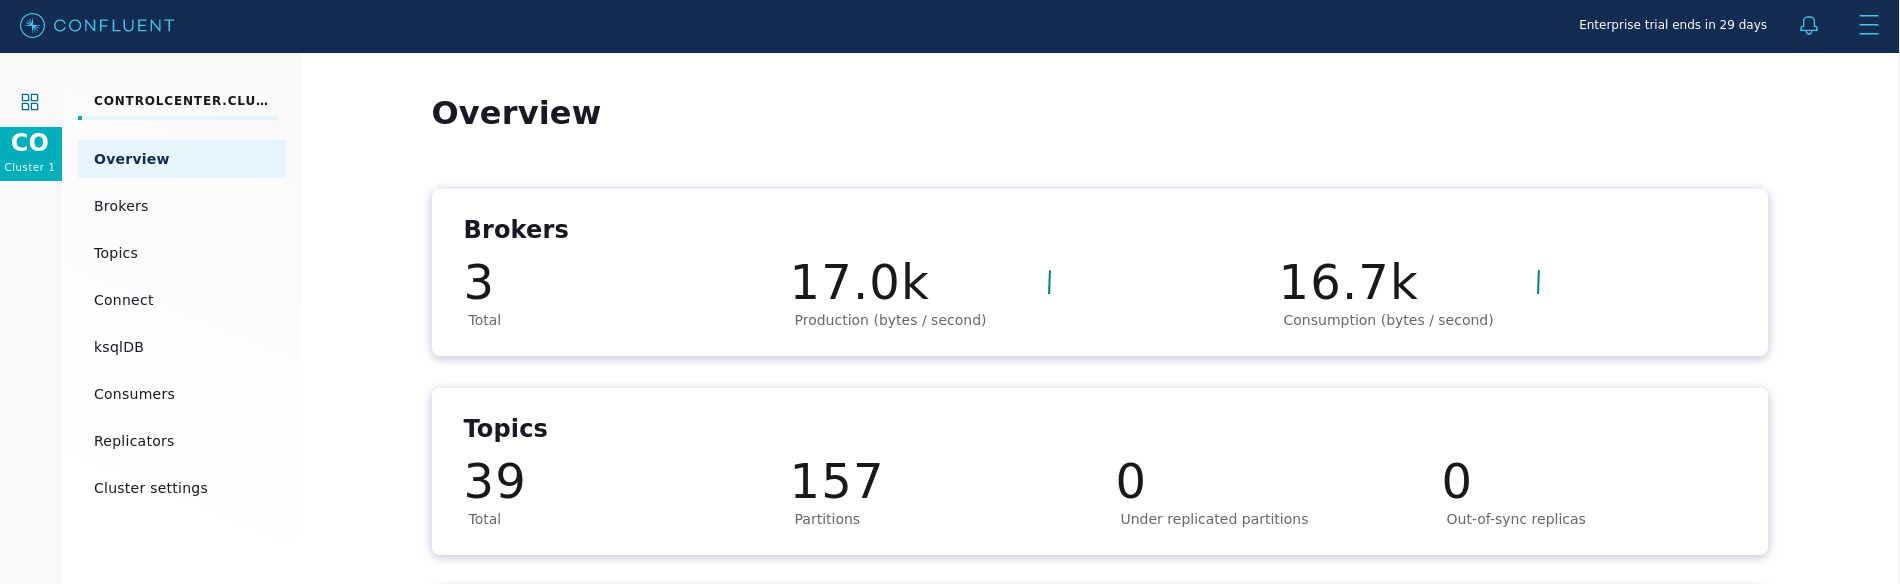 CONFLUENT
Enterprise trial ends in 29 days
CONTROLCENTER.CLU...
CO
Cluster 1
Overview
Brokers
Topics
Connect
ksqlDB
Consumers
Replicators
Cluster settings
Overview
Brokers
3 17.0k 16.7k
Total Production (bytes / second) Consumption (bytes / second)
Topics
39 157 0 0
Total Partitions Under replicated partitions Out-of-sync replicas